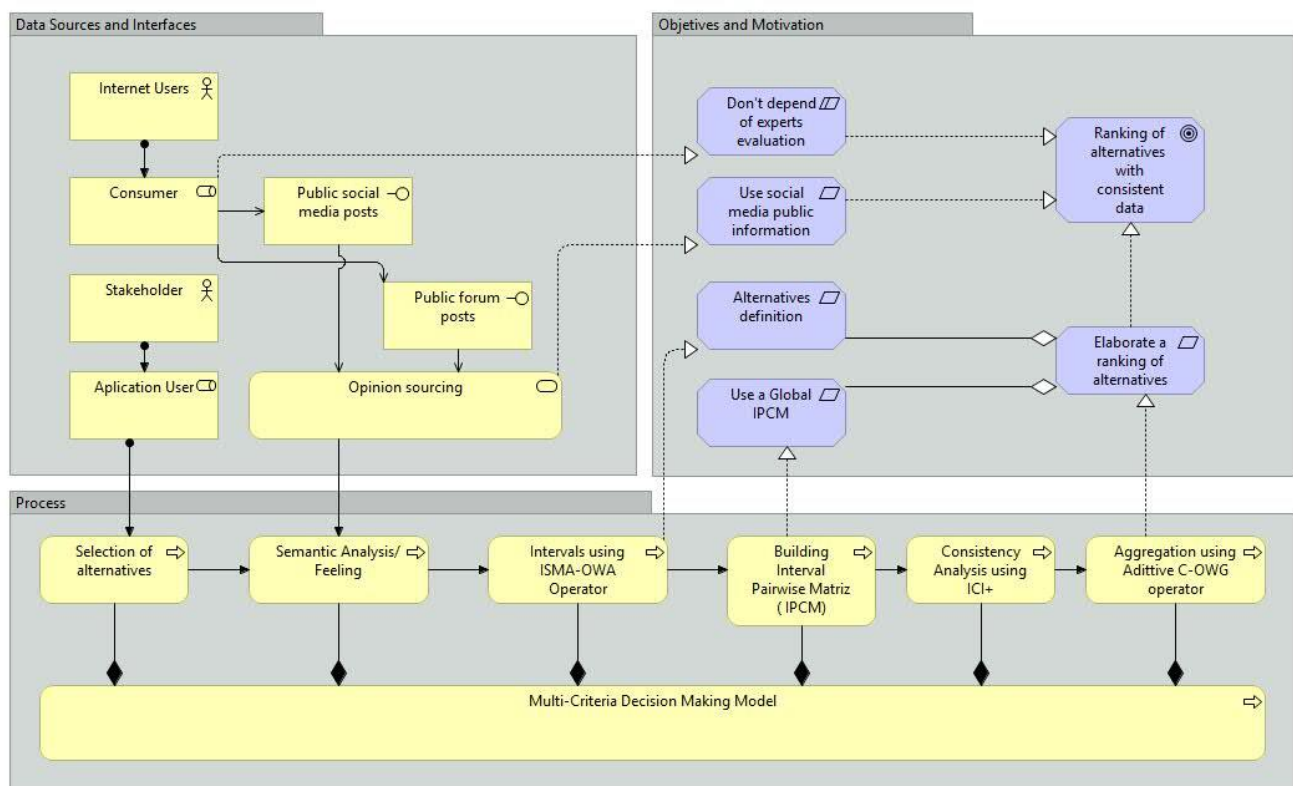 Data Sources and Interfaces
Internet Users
Consumer
Public social
media posts
Stakeholder
Public forum
posts
Aplication User
Opinion sourcing
Objetives and Motivation
Don't depend
of experts
evaluation
Ranking of
alternatives
with
consistent
data
Use social
media public
information
Alternatives
definition
Elaborate a
ranking of
alternatives
Use a Global
IPCM
Process
Selection of
alternatives
Semantic Analysis/
Feeling
Intervals using
ISMA-OWA
Operator
Building
Interval
Pairwise Matriz
( IPCM)
Consistency
Analysis using
ICI+
Aggregation using
Adittive C-OWG
operator
Multi-Criteria Decision Making Model